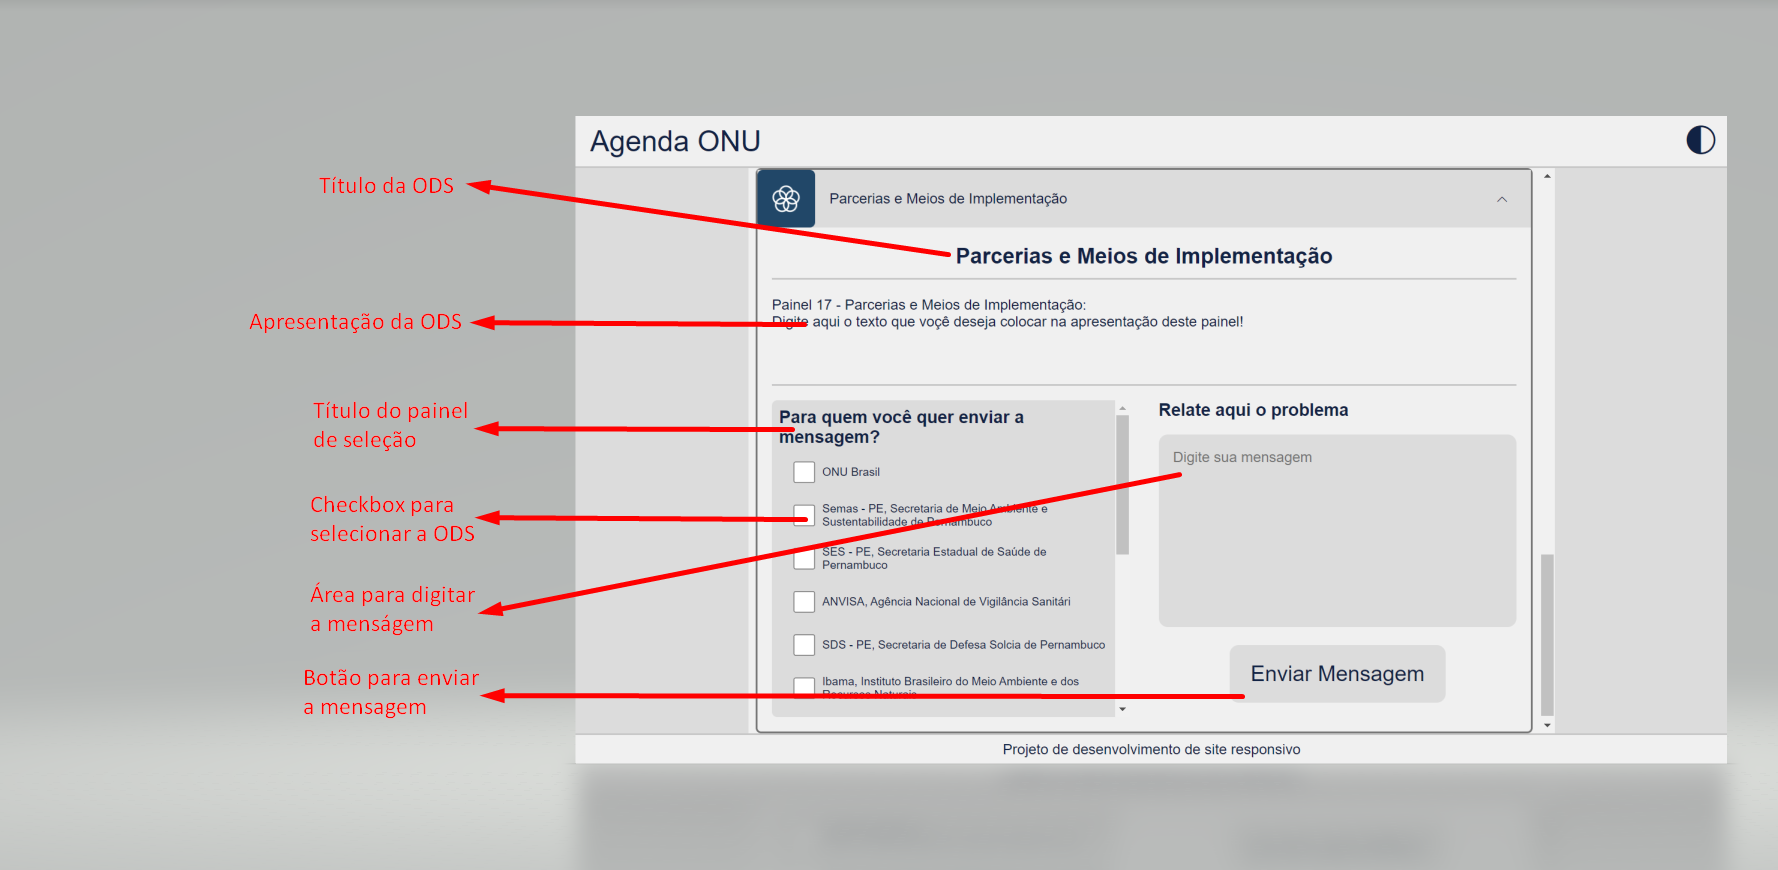 Agenda ONU
Título da ODS
Parcerias e Meios de Implementação
Parcerias e Meios de Implementação
Apresentação da ODS
Painel 17 - Parcerias e Meios de Implementação:
Digite aqui o texto que voçê deseja colocar na apresentação deste painel!
Título do painel
de seleção
Para quem você quer enviar a
mensagem?
ONU Brasil
Checkbox para
selecionar a ODS
Semas - PE, Secretaria de Meio Ambiente e
Sustentabilidade de Pernambuco
SES - PE, Secretaria Estadual de Saúde de
Pernambuco
ANVISA, Agência Nacional de Vigilância Sanitári
SDS - PE, Secretaria de Defesa Solcia de Pernambuco
Ibama, Instituto Brasileiro do Meio Ambiente e dos
Recursos Naturais
Relate aqui o problema
Digite sua mensagem
Área para digitar
a menságem
Botão para enviar
a mensagem
Enviar Mensagem
Projeto de desenvolvimento de site responsivo